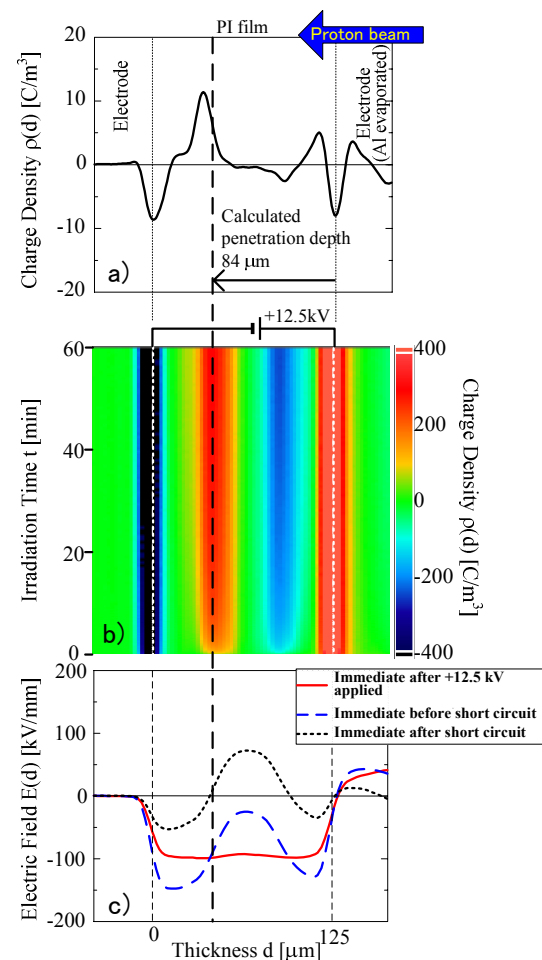 PI film
Proton beam
20
10
0
-10
-20
Charge Density ρ(d) [C/m³]
Electrode
Electrode
(Al evaporated)
Calculated
penetration depth
84 μm
a)
+12.5kV
60
40
20
0
Irradiation Time t [min]
b)
400
200
0
-200
-400
Charge Density ρ(d) [C/m³]
Immediate after +12.5 kV
applied
Immediate before short circuit
Immediate after short circuit
200
100
0
-100
-200
Electric Field E(d) [kV/mm]
c)
0
125
Thickness d [μm]